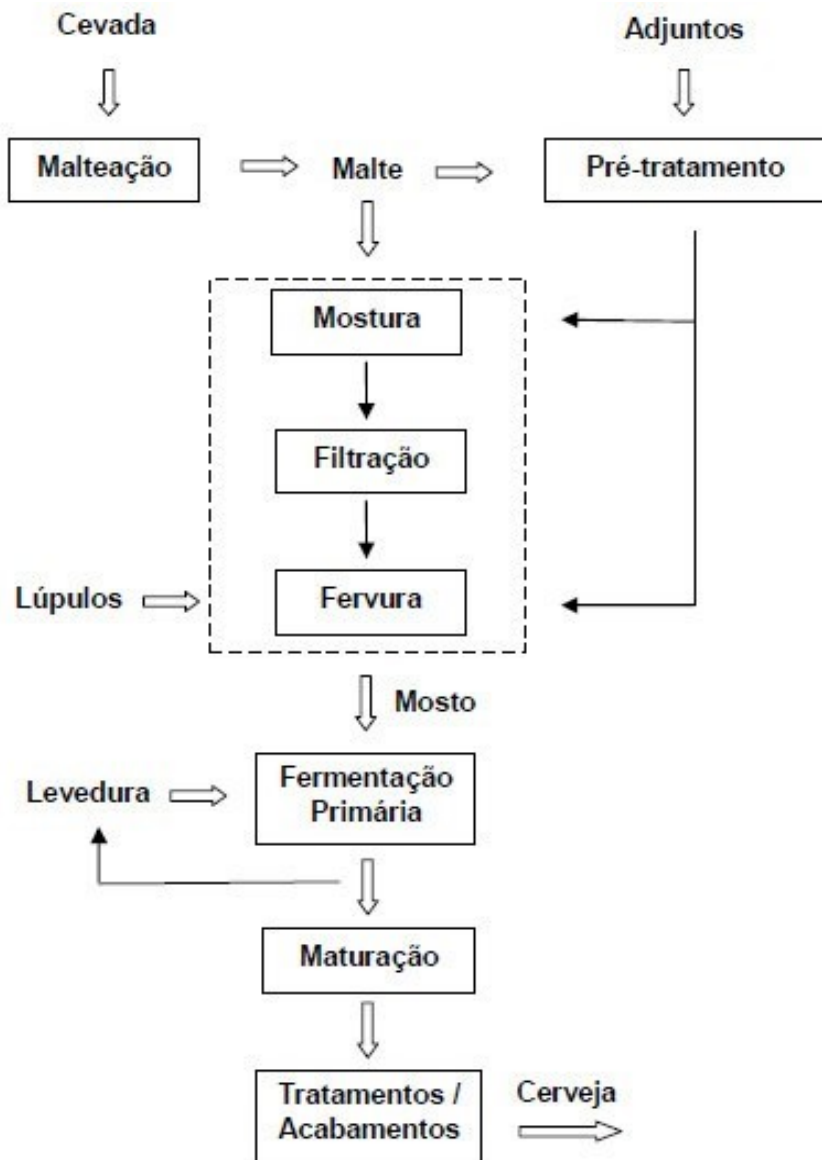 Cevada
Adjuntos
Malteação
Malte
Pré-tratamento
Mostura
Filtração
Lúpulos
Fervura
Mosto
Levedura
Fermentação
Primária
Maturação
Tratamentos /
Acabamentos
Cerveja